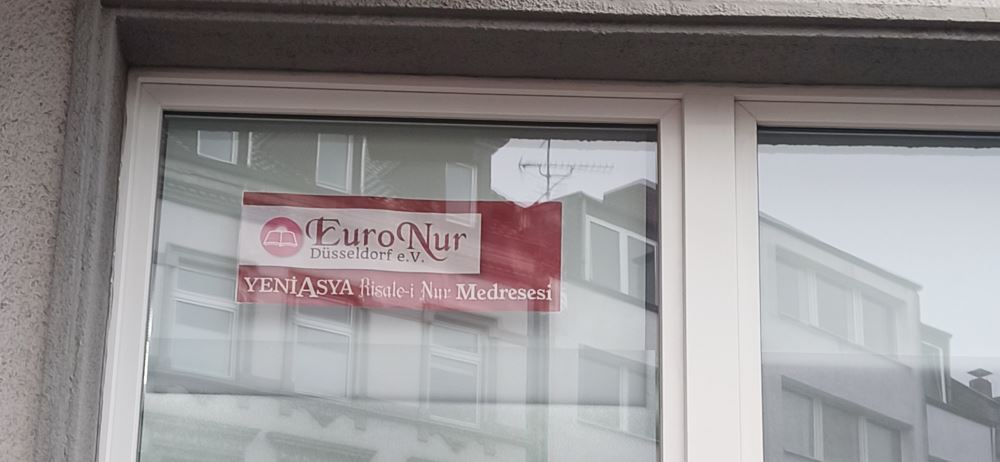 EuroNur
Düsseldorf e.V.
YENİASYA Risale-i Nur Medresesi